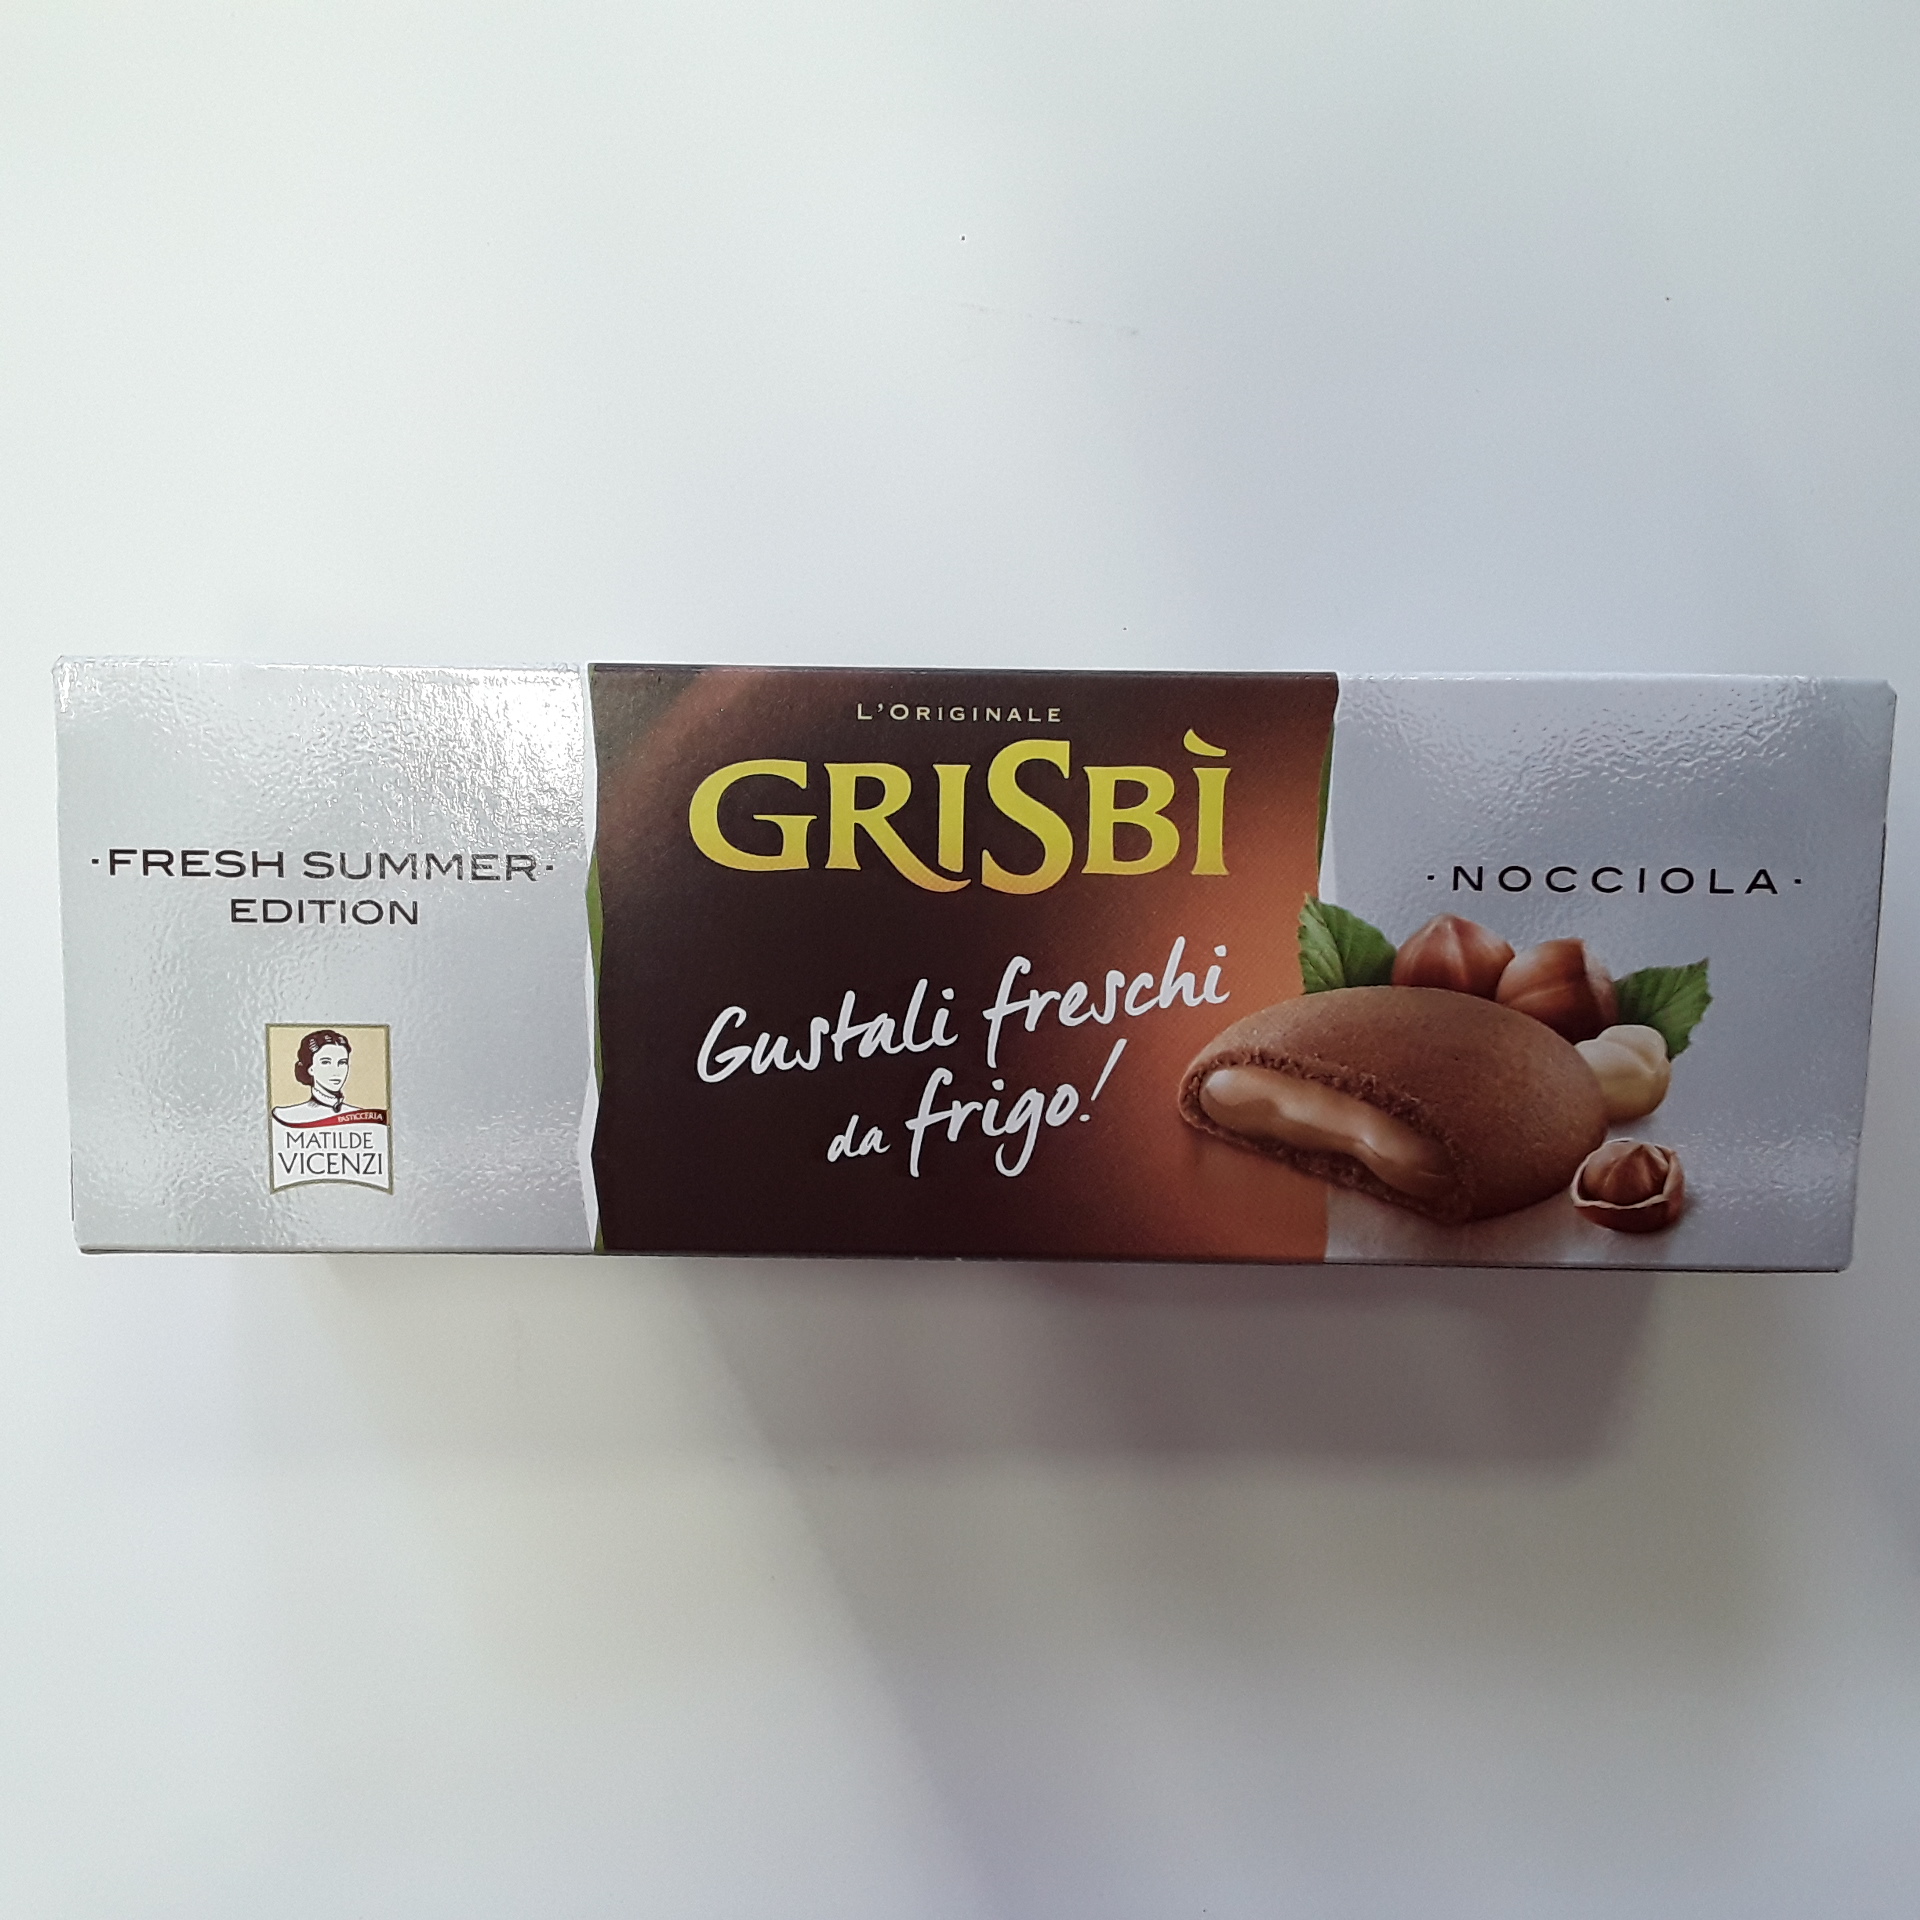 ·FRESH SUMMER·
EDITION
PASTICCERIA
MATILDE
VICENZI
L'ORIGINALE
GRISBÌ
Gustali freschi
da frigo!
·NOCCIOLA·